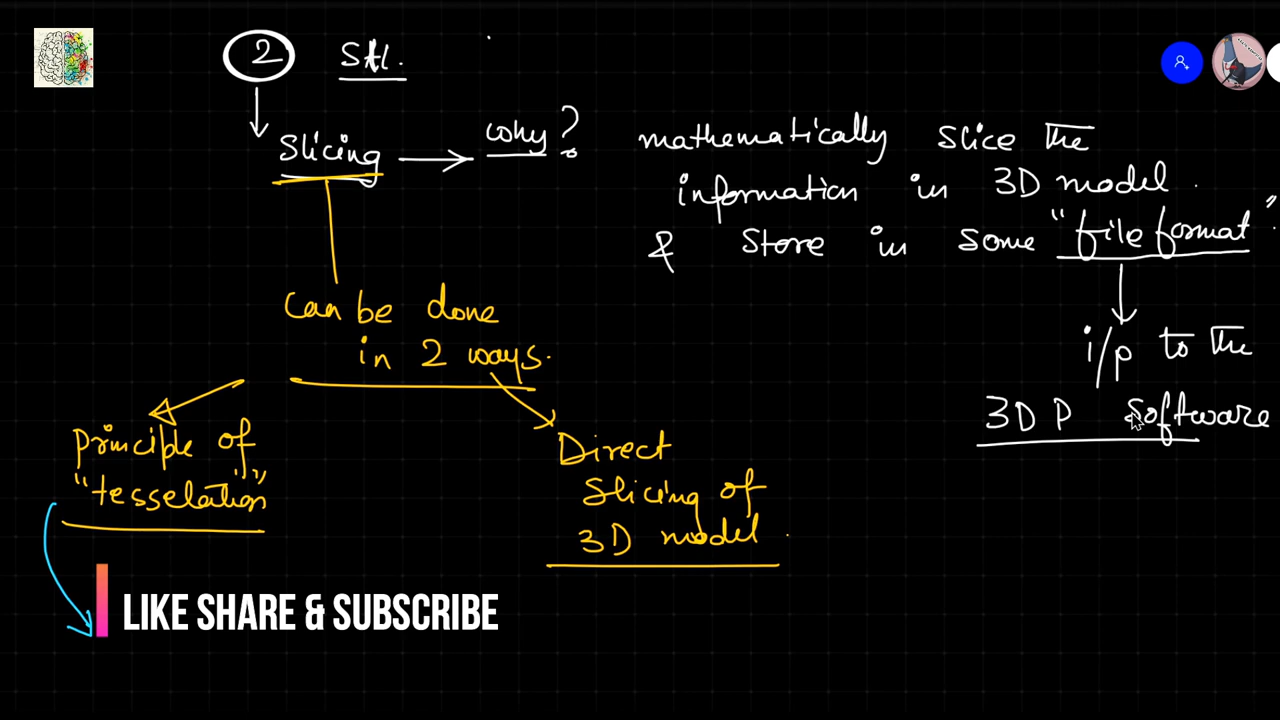 2 Stl.
Slicing → why?
mathematically slice the
information in 3D model.
& store in some "file format".
i/p to the
3DP software
can be done
in 2 ways.
principle of
"tesselation"
Direct
slicing of
3D model.
LIKE SHARE & SUBSCRIBE